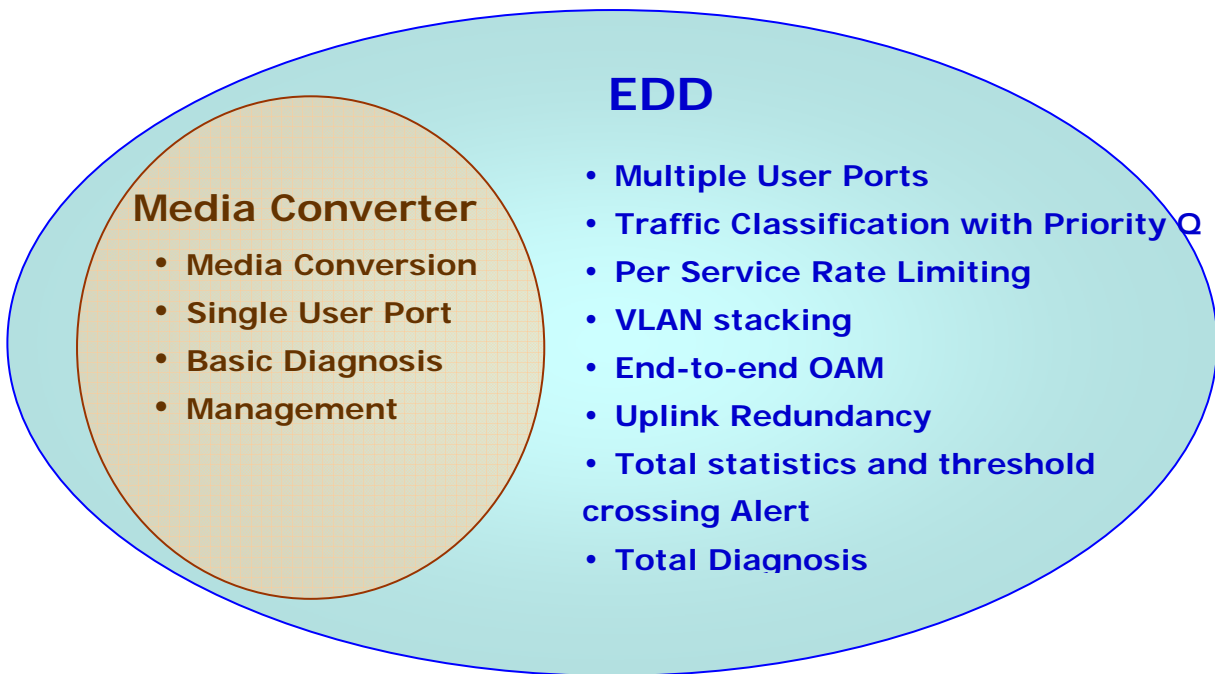 EDD
Media Converter
• Media Conversion
• Single User Port
• Basic Diagnosis
• Management
• Multiple User Ports
• Traffic Classification with Priority Q
• Per Service Rate Limiting
• VLAN stacking
• End-to-end OAM
• Uplink Redundancy
• Total statistics and threshold
crossing Alert
• Total Diagnosis